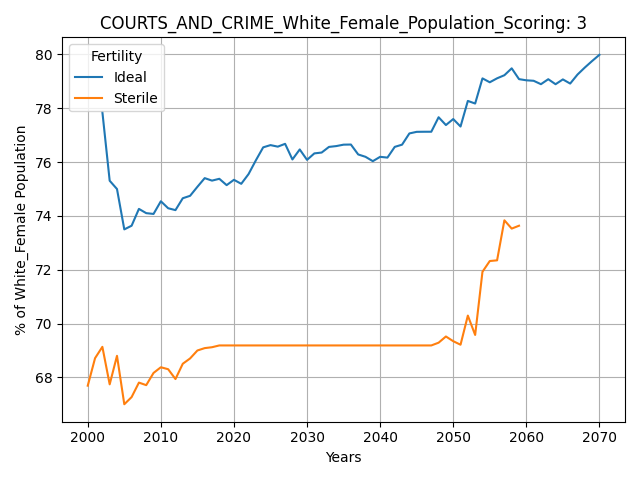 COURTS_AND_CRIME_White_Female_Population_Scoring: 3
Fertility
Ideal
Sterile
% of White_Female Population
80
78
76
74
72
70
68
2000 2010 2020 2030 2040 2050 2060 2070
Years